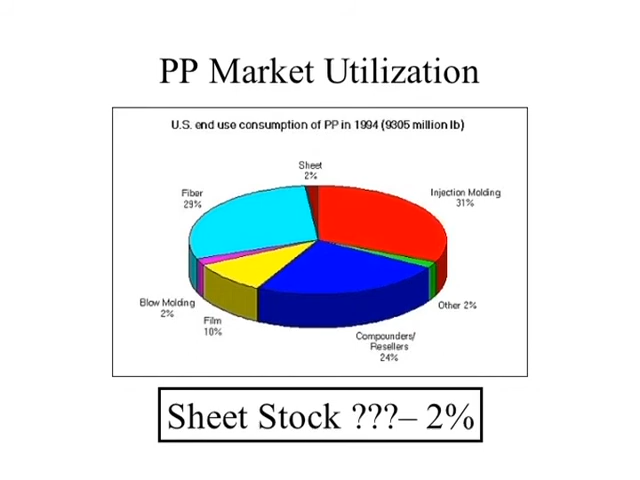 PP Market Utilization
U.S. end use consumption of PP in 1994 (9305 million lb)
Sheet
2%
Fiber
29%
Injection Molding
31%
Blow Molding
2%
Film
10%
Other 2%
Compounders/
Resellers
24%
Sheet Stock ???– 2%